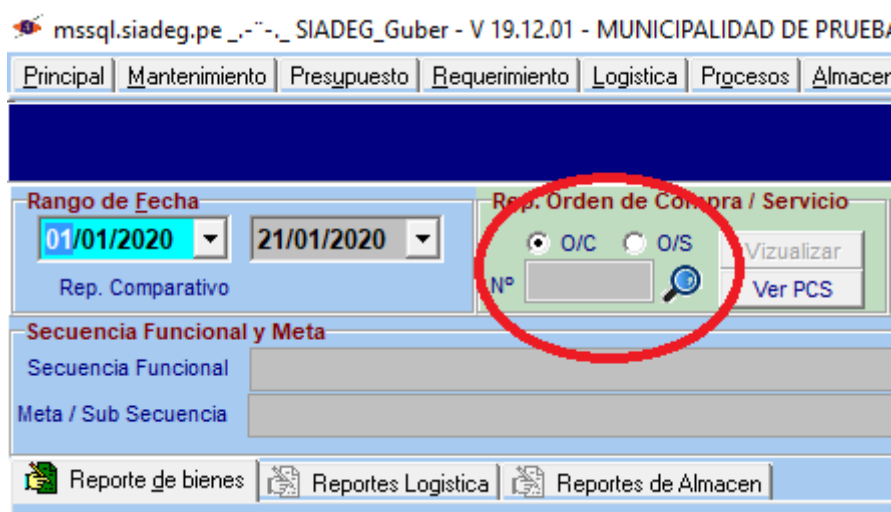 mssql.siadeg.pe _.-¨-._ SIADEG_Guber - V 19.12.01 - MUNICIPALIDAD DE PRUEBA
Principal Mantenimiento Presupuesto Requerimiento Logistica Procesos Almacen
Rango de Fecha Rep. Orden de Compra / Servicio
01/01/2020 21/01/2020 O/C O/S Vizualizar
Rep. Comparativo Nº Ver PCS
Secuencia Funcional y Meta
Secuencia Funcional
Meta / Sub Secuencia
Reporte de bienes Reportes Logistica Reportes de Almacen